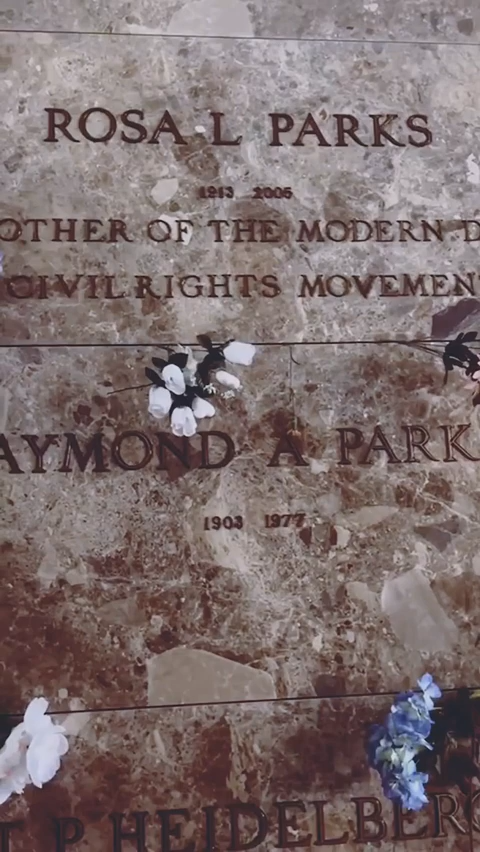 ROSA L PARKS
1913 2005
OTHER OF THE MODERN D
CIVIL RIGHTS MOVEMEN
AYMOND A PARK
1903 1977
T P HEIDELBERG